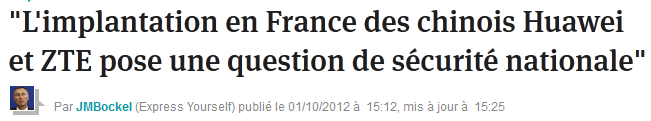 "L'implantation en France des chinois Huawei
et ZTE pose une question de sécurité nationale"
Par JMBockel (Express Yourself) publié le 01/10/2012 à 15:12, mis à jour à 15:25